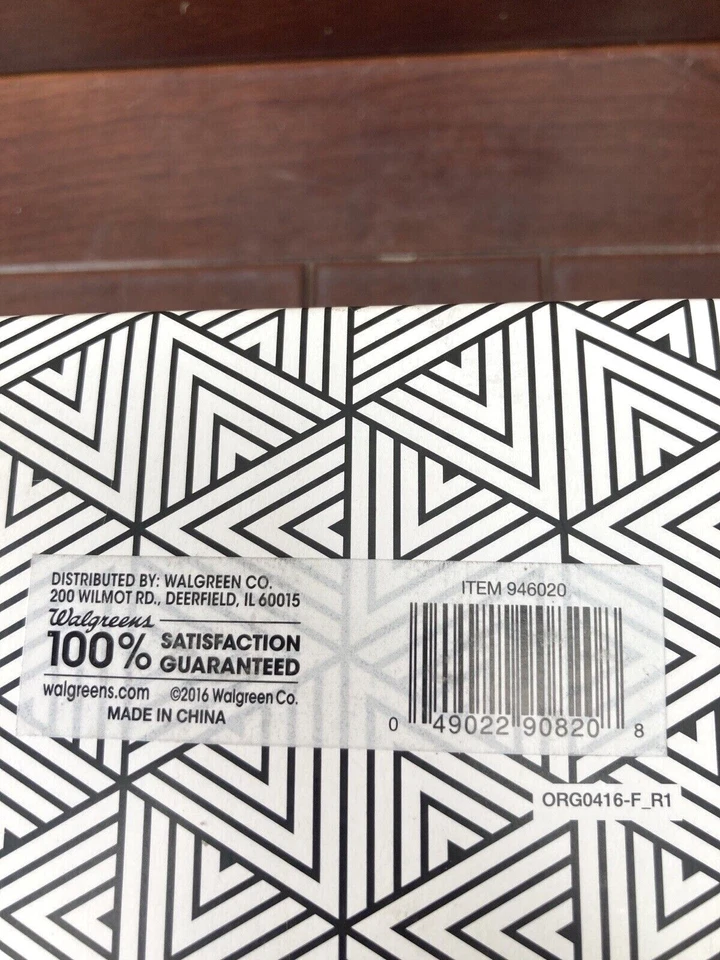 DISTRIBUTED BY: WALGREEN CO.
200 WILMOT RD., DEERFIELD, IL 60015
Walgreens
100% SATISFACTION
GUARANTEED
walgreens.com ©2016 Walgreen Co.
MADE IN CHINA
ITEM 946020
0 49022 90820 8
ORG0416-F_R1